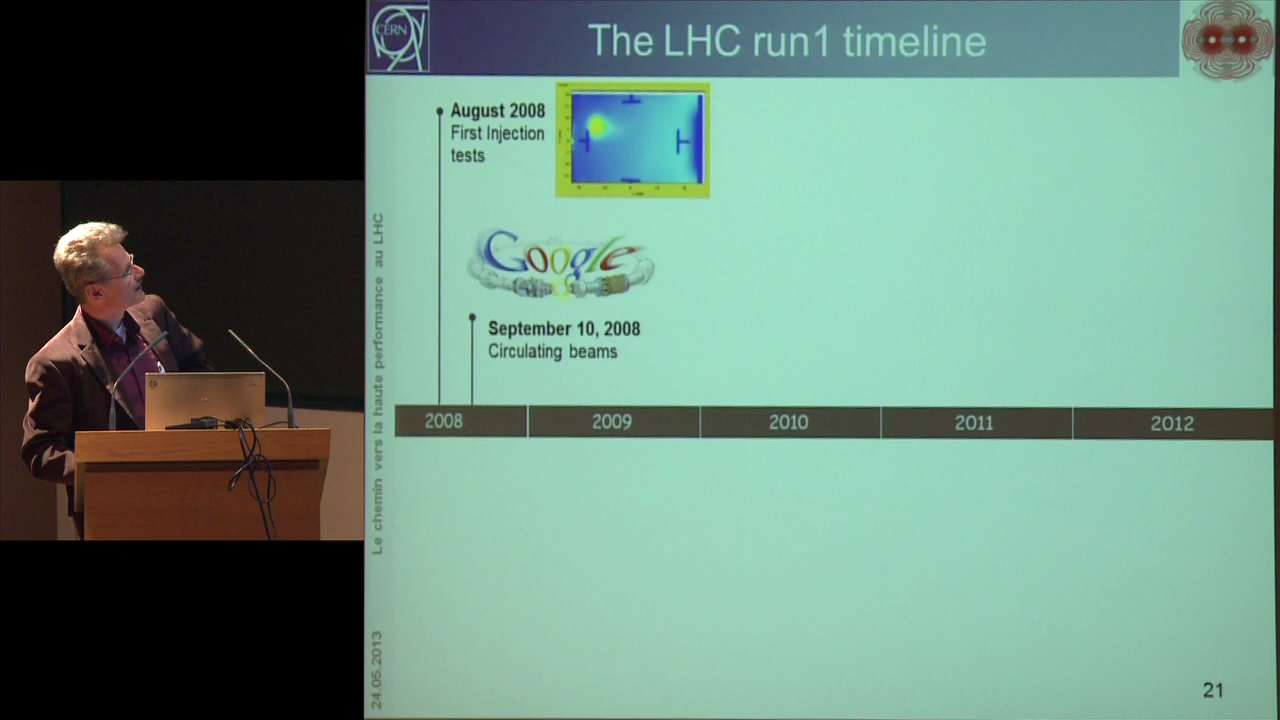 CERN
The LHC run1 timeline
August 2008
First Injection
tests
Google
September 10, 2008
Circulating beams
2008
2009
2010
2011
2012
Le chemin vers la haute performance au LHC
24.05.2013
21